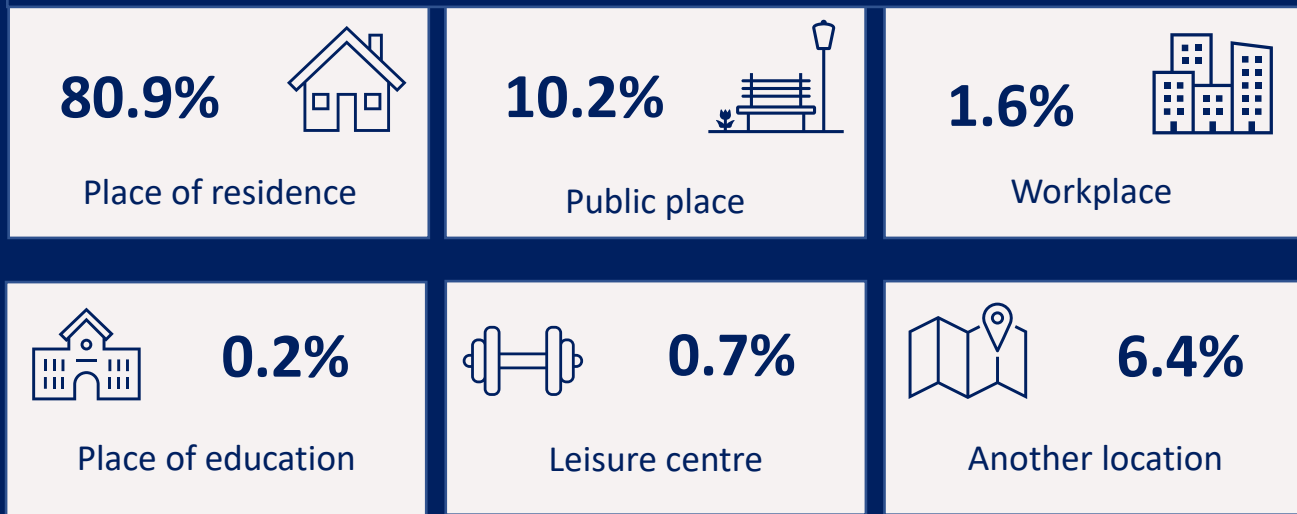 80.9%
Place of residence
10.2%
Public place
1.6%
Workplace
0.2%
Place of education
0.7%
Leisure centre
6.4%
Another location